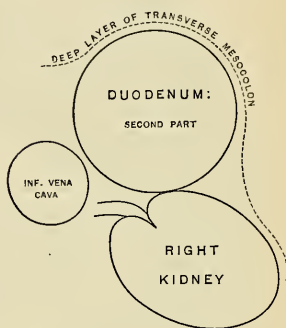 DEEP LAYER OF TRANSVERSE MESOCOLON
DUODENUM:
SECOND PART
INF. VENA
CAVA
RIGHT
KIDNEY